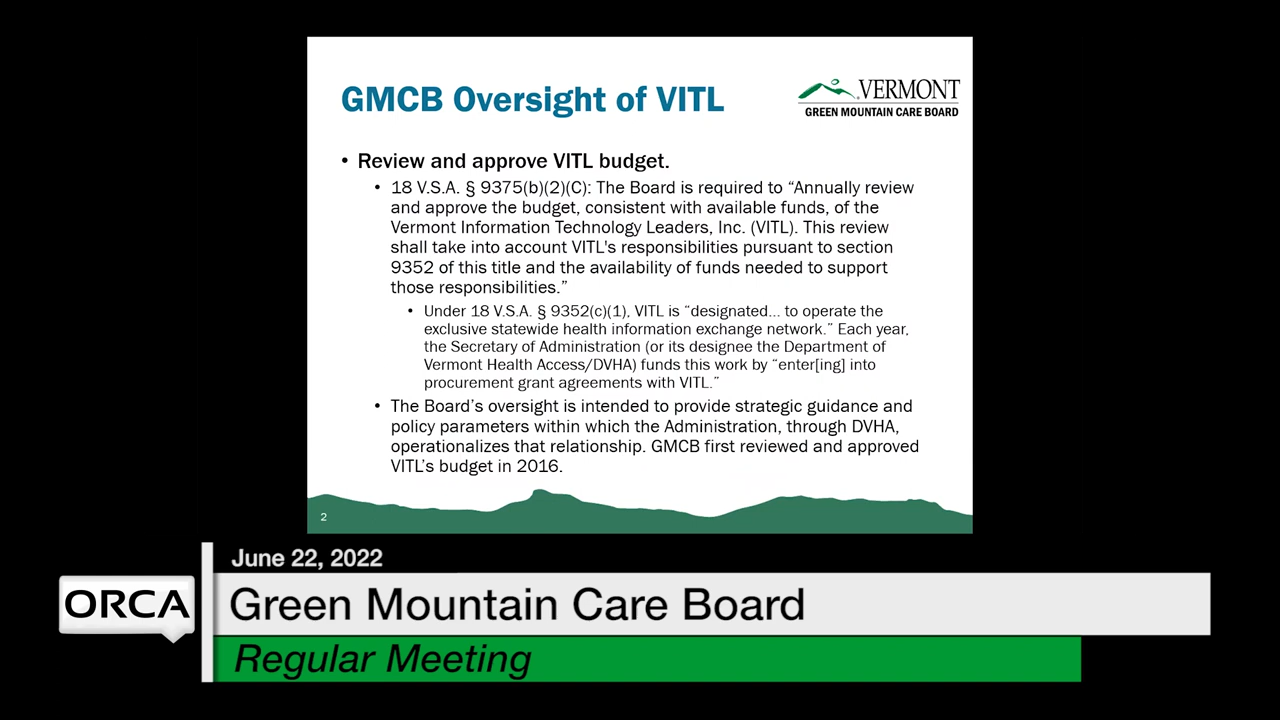 GMCB Oversight of VITL
VERMONT
GREEN MOUNTAIN CARE BOARD
• Review and approve VITL budget.
• 18 V.S.A. § 9375(b)(2)(C): The Board is required to “Annually review
and approve the budget, consistent with available funds, of the
Vermont Information Technology Leaders, Inc. (VITL). This review
shall take into account VITL's responsibilities pursuant to section
9352 of this title and the availability of funds needed to support
those responsibilities.”
• Under 18 V.S.A. § 9352(c)(1), VITL is “designated... to operate the
exclusive statewide health information exchange network.” Each year,
the Secretary of Administration (or its designee the Department of
Vermont Health Access/DVHA) funds this work by “enter[ing] into
procurement grant agreements with VITL.”
• The Board’s oversight is intended to provide strategic guidance and
policy parameters within which the Administration, through DVHA,
operationalizes that relationship. GMCB first reviewed and approved
VITL’s budget in 2016.
2
June 22, 2022
ORCA
Green Mountain Care Board
Regular Meeting